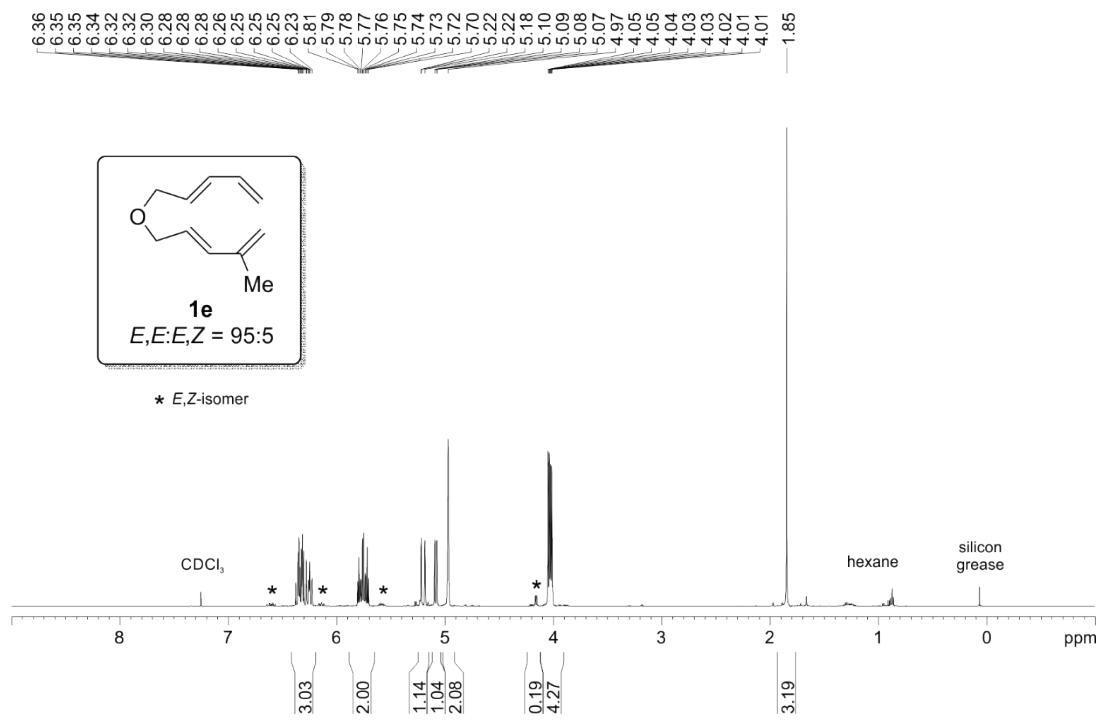 6.36 6.35 6.35 6.34 6.32 6.32 6.30 6.28 6.28 6.28 6.26 6.25 6.25 6.25 6.23 5.81 5.79 5.78 5.77 5.76 5.75 5.74 5.73 5.72 5.70 5.22 5.22 5.18 5.10 5.09 5.08 5.07 4.97 4.05 4.05 4.04 4.03 4.03 4.02 4.01 4.01 1.85
O
Me
1e
E,E:E,Z = 95:5
* E,Z-isomer
CDCl₃
* * * *
hexane
silicon
grease
8 7 6 5 4 3 2 1 0 ppm
3.03 2.00 1.14 1.04 2.08 0.19 4.27 3.19